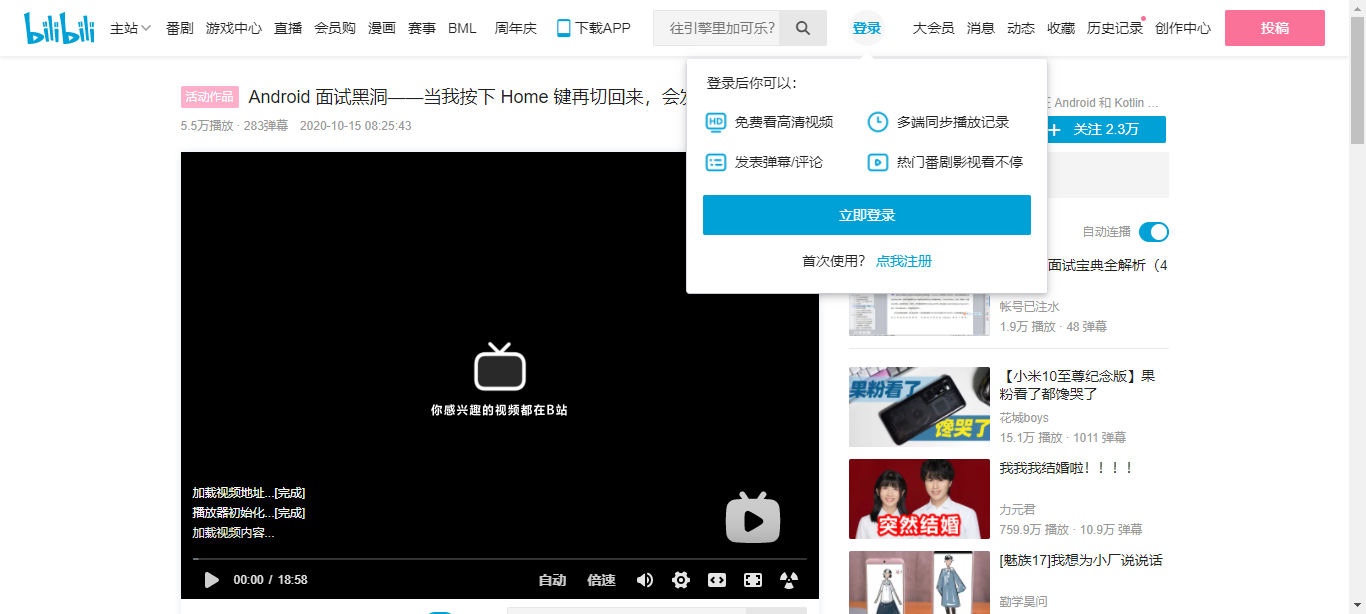 bilibili 主站 番剧 游戏中心 直播 会员购 漫画 赛事 BML 周年庆 下载APP 往引擎里加可乐? 登录 大会员 消息 动态 收藏 历史记录 创作中心 投稿
登录后你可以：
HD 免费看高清视频 多端同步播放记录
发表弹幕/评论 热门番剧影视看不停
立即登录
首次使用？ 点我注册
活动作品 Android 面试黑洞——当我按下 Home 键再切回来，会发
5.5万播放 · 283弹幕 2020-10-15 08:25:43
你感兴趣的视频都在B站
加载视频地址...[完成]
播放器初始化...[完成]
加载视频内容...
00:00 / 18:58 自动 倍速
Android 和 Kotlin ...
+ 关注 2.3万
自动连播
面试宝典全解析（4
帐号已注水
1.9万 播放 · 48 弹幕
果粉看了
馋哭了
【小米10至尊纪念版】果
粉看了都馋哭了
花城boys
15.1万 播放 · 1011 弹幕
突然结婚
我我我结婚啦！！！！
力元君
759.9万 播放 · 10.9万 弹幕
[魅族17]我想为小厂说说话
勤学昊问